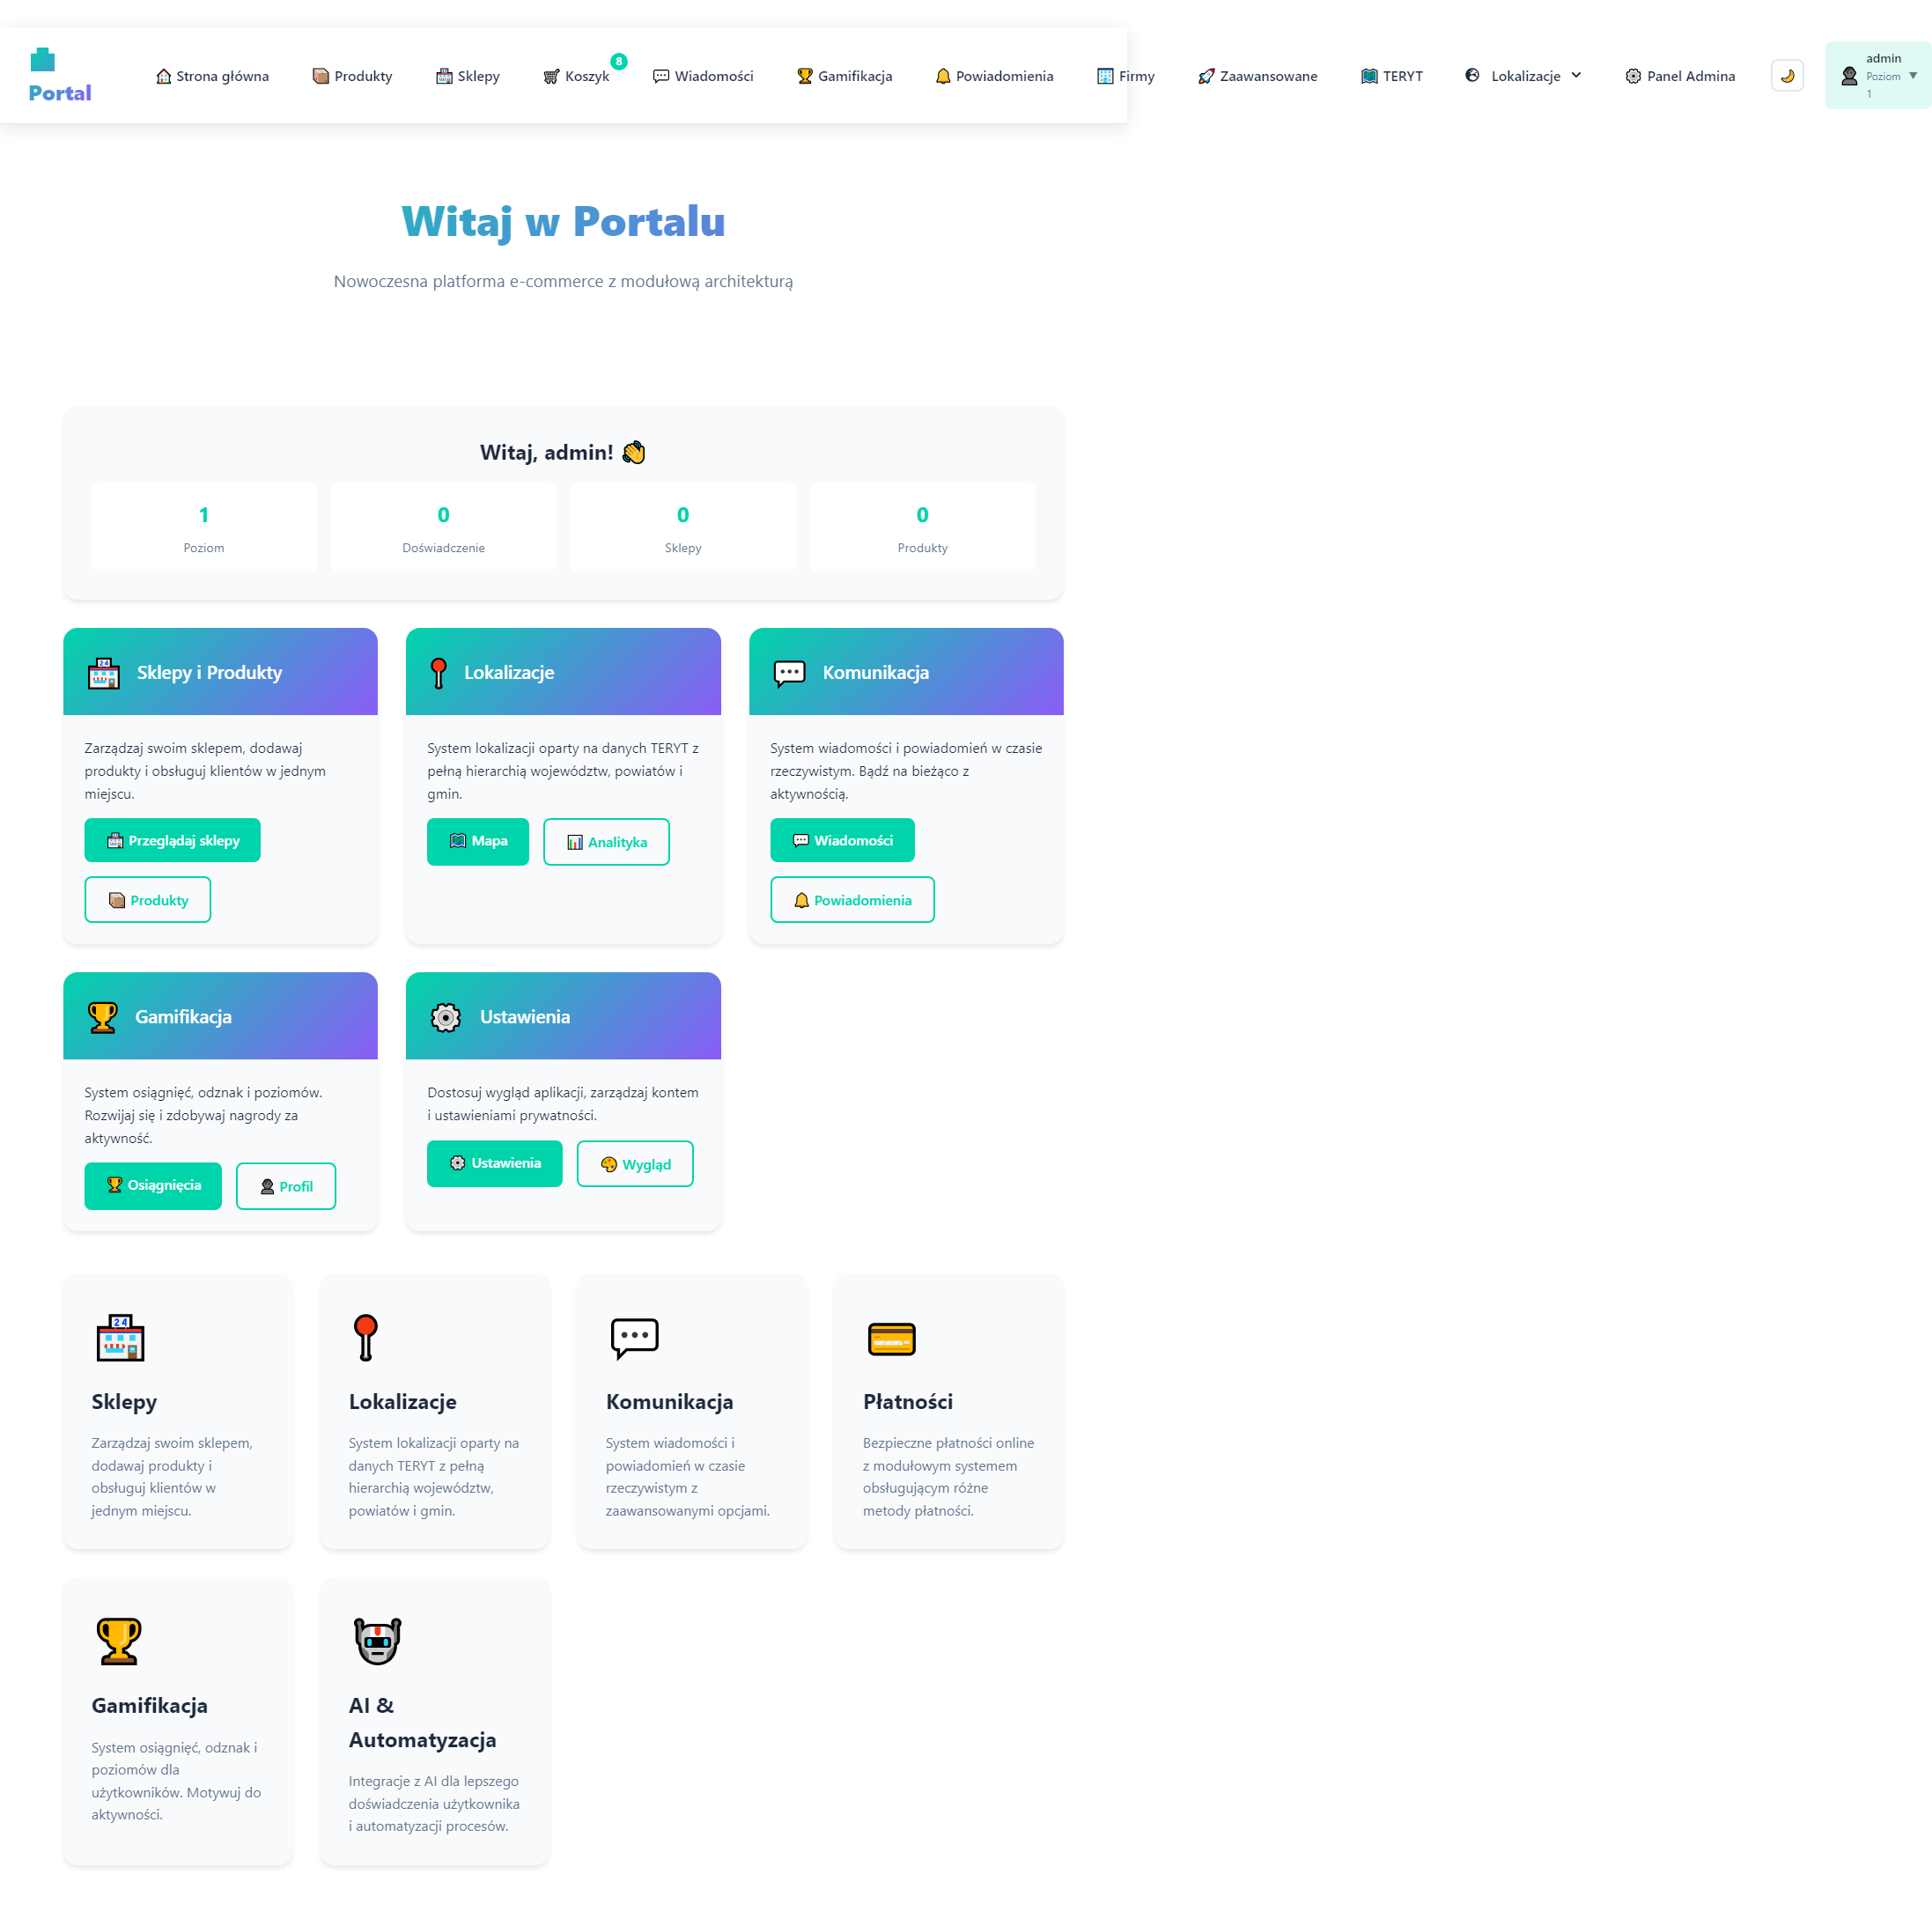 Portal
Strona główna
Produkty
Sklepy
Koszyk
8
Wiadomości
Gamifikacja
Powiadomienia
Firmy
Zaawansowane
TERYT
Lokalizacje
Panel Admina
admin
Poziom
1
Witaj w Portalu
Nowoczesna platforma e-commerce z modułową architekturą
Witaj, admin!
1
Poziom
0
Doświadczenie
0
Sklepy
0
Produkty
Sklepy i Produkty
Zarządzaj swoim sklepem, dodawaj
produkty i obsługuj klientów w jednym
miejscu.
Przeglądaj sklepy
Produkty
Lokalizacje
System lokalizacji oparty na danych TERYT z
pełną hierarchią województw, powiatów i
gmin.
Mapa
Analityka
Komunikacja
System wiadomości i powiadomień w czasie
rzeczywistym. Bądź na bieżąco z
aktywnością.
Wiadomości
Powiadomienia
Gamifikacja
System osiągnięć, odznak i poziomów.
Rozwijaj się i zdobywaj nagrody za
aktywność.
Osiągnięcia
Profil
Ustawienia
Dostosuj wygląd aplikacji, zarządzaj kontem
i ustawieniami prywatności.
Ustawienia
Wygląd
24
Sklepy
Zarządzaj swoim sklepem,
dodawaj produkty i
obsługuj klientów w
jednym miejscu.
Lokalizacje
System lokalizacji oparty na
danych TERYT z pełną
hierarchią województw,
powiatów i gmin.
Komunikacja
System wiadomości i
powiadomień w czasie
rzeczywistym z
zaawansowanymi opcjami.
Płatności
Bezpieczne płatności online
z modułowym systemem
obsługującym różne
metody płatności.
Gamifikacja
System osiągnięć, odznak i
poziomów dla
użytkowników. Motywuj do
aktywności.
AI &
Automatyzacja
Integracje z AI dla lepszego
doświadczenia użytkownika
i automatyzacji procesów.